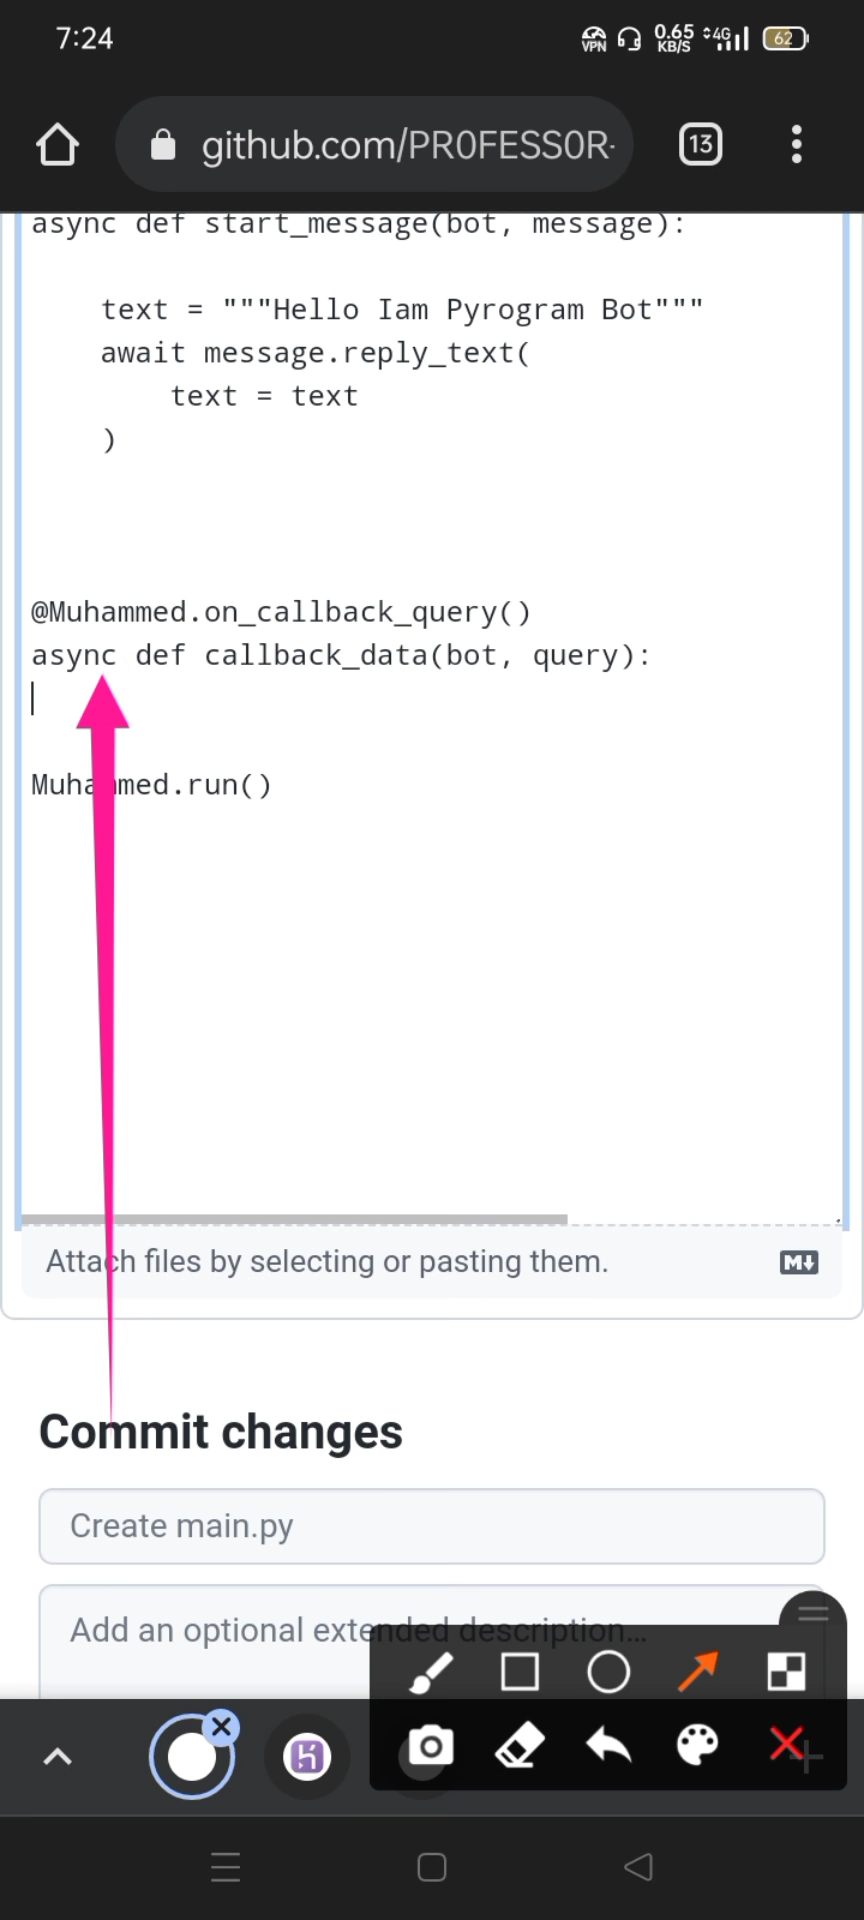 7:24
VPN
0.65
KB/S
4G
62
github.com/PR0FESS0R-
13
async def start_message(bot, message):
text = """Hello Iam Pyrogram Bot"""
await message.reply_text(
text = text
)
@Muhammed.on_callback_query()
async def callback_data(bot, query):
Muhammed.run()
Attach files by selecting or pasting them.
M
Commit changes
Create main.py
Add an optional extended description...